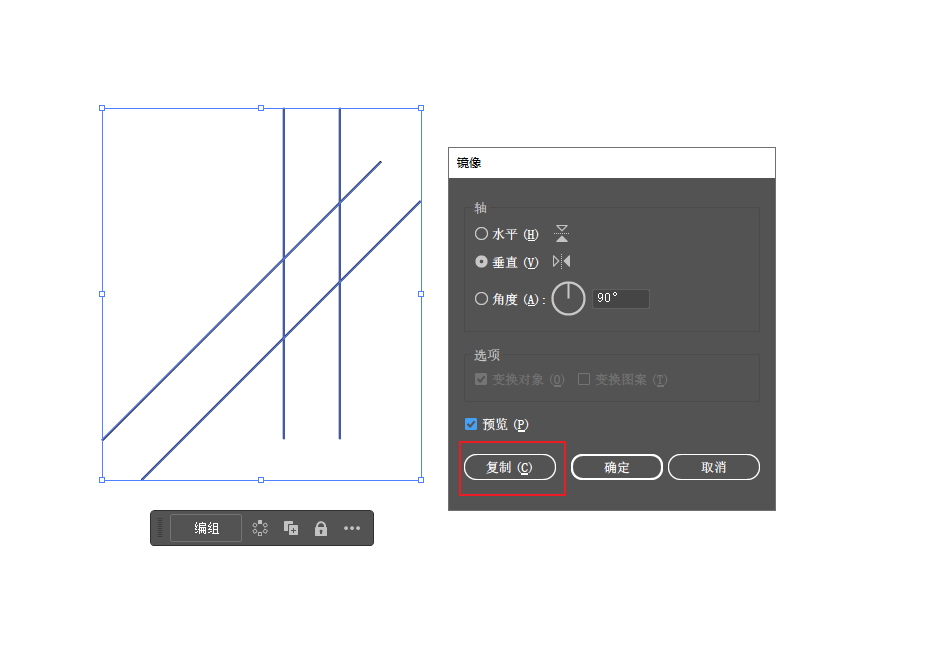 镜像
轴
水平 (H)
垂直 (V)
角度 (A): 90°
选项
变换对象 (O) 变换图案 (T)
预览 (P)
复制 (C) 确定 取消
编组